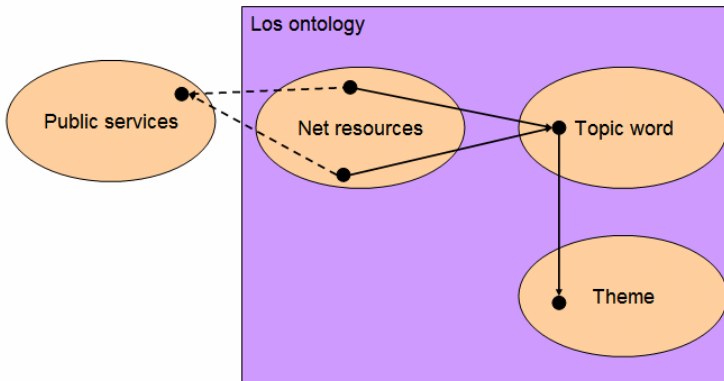 Los ontology
Public services
Net resources
Topic word
Theme